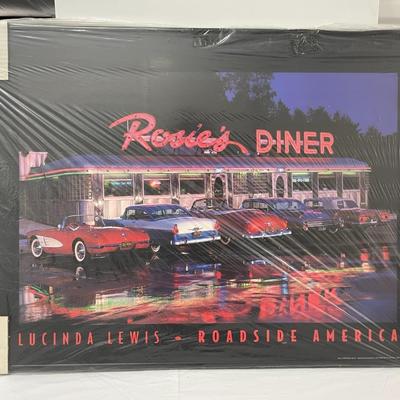 Rosie's DINER
LUCINDA LEWIS • ROADSIDE AMERICA